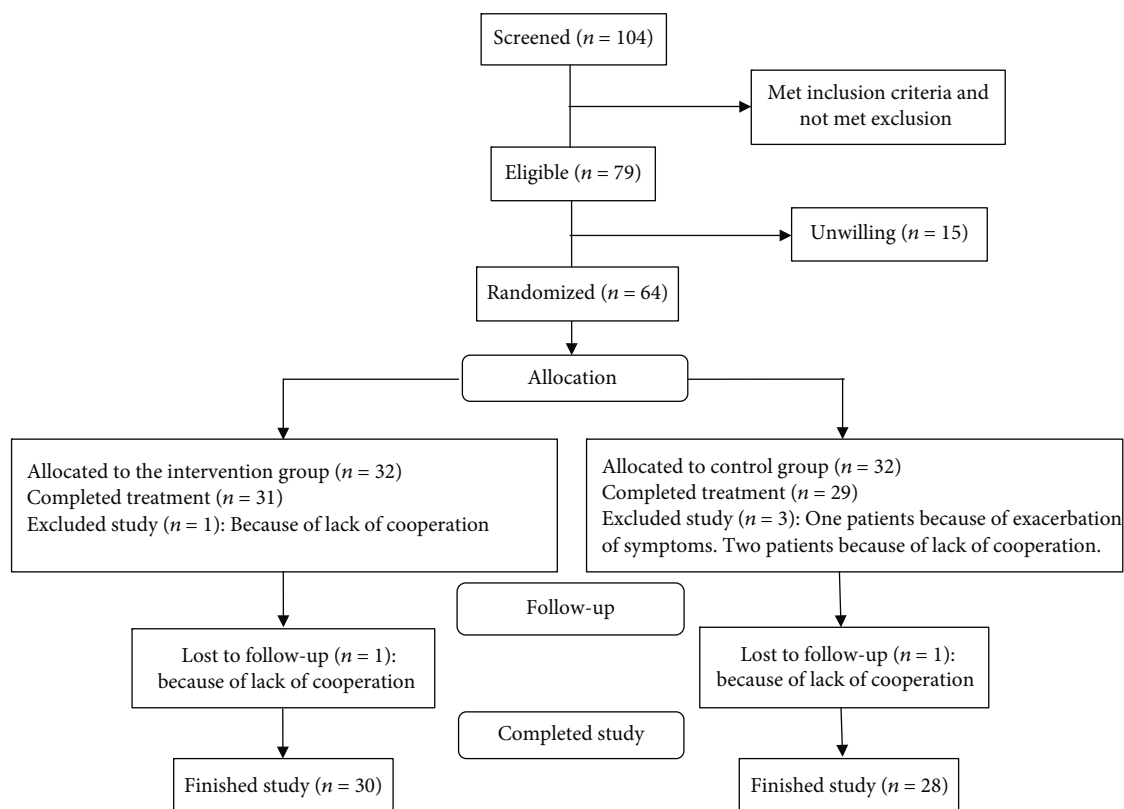 Screened (n = 104)
Met inclusion criteria and
not met exclusion
Eligible (n = 79)
Unwilling (n = 15)
Randomized (n = 64)
Allocation
Allocated to the intervention group (n = 32)
Completed treatment (n = 31)
Excluded study (n = 1): Because of lack of cooperation
Allocated to control group (n = 32)
Completed treatment (n = 29)
Excluded study (n = 3): One patients because of exacerbation
of symptoms. Two patients because of lack of cooperation.
Follow-up
Lost to follow-up (n = 1):
because of lack of cooperation
Lost to follow-up (n = 1):
because of lack of cooperation
Completed study
Finished study (n = 30)
Finished study (n = 28)